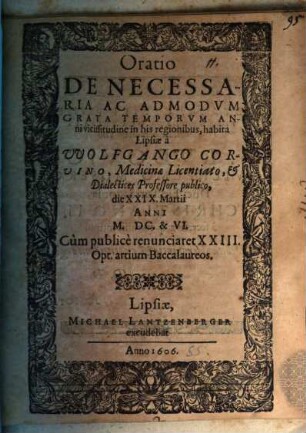 95
Oratio
DE NECESSA-
RIA AC ADMODVM
GRATA TEMPORVM AN-
ni vicissitudine in his regionibus, habita
Lipsiæ à
VVOLFGANGO COR-
VINO, Medicinæ Licentiato, &
Dialectices Professore publico,
die XXIX. Martii
ANNI
M. DC. & VI.
Cùm publicè renunciaret XXIII.
Opt. artium Baccalaureos.
Lipsiæ,
MICHAEL LANTZENBERGER
excudebat
Anno 1606.